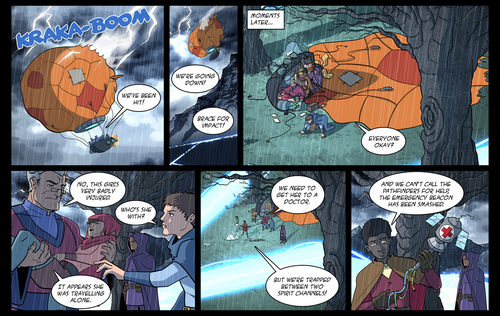 KRAKA-BOOM
WE'VE BEEN
HIT!
WE'RE GOING
DOWN!
BRACE FOR
IMPACT!
MOMENTS
LATER...
EVERYONE
OKAY?
NO, THIS GIRL'S
VERY BADLY
INJURED
WHO'S SHE
WITH?
IT APPEARS SHE
WAS TRAVELLING
ALONE.
WE NEED TO
GET HER TO A
DOCTOR.
BUT WE'RE TRAPPED
BETWEEN TWO
SPIRIT CHANNELS!
AND WE CAN'T CALL THE
PATHFINDERS FOR HELP,
THE EMERGENCY BEACON
HAS BEEN SMASHED.